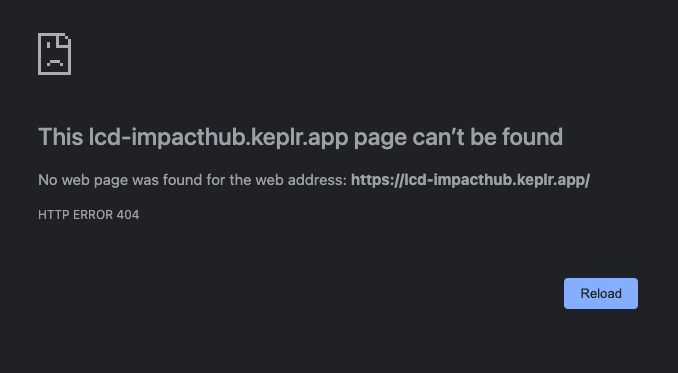 This lcd-impacthub.keplr.app page can’t be found
No web page was found for the web address: https://lcd-impacthub.keplr.app/
HTTP ERROR 404
Reload